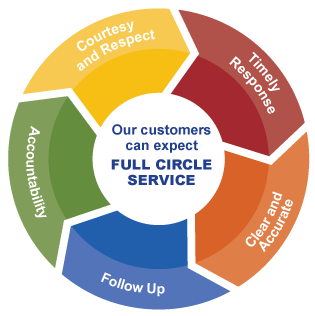 Courtesy
and Respect
Timely
Response
Clear and
Accurate
Follow Up
Accountability
Our customers
can expect
FULL CIRCLE
SERVICE